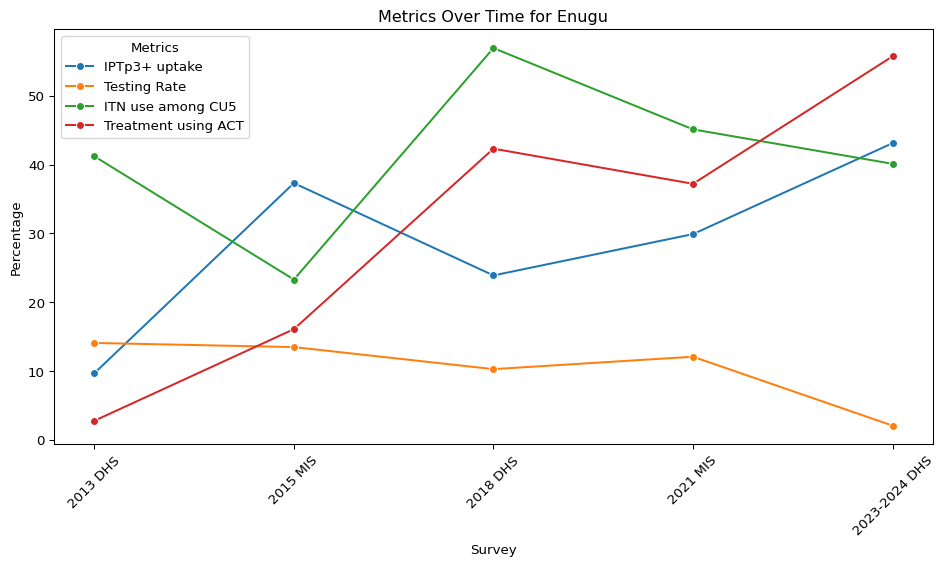 Metrics Over Time for Enugu
Metrics
IPTp3+ uptake
Testing Rate
ITN use among CU5
Treatment using ACT
Percentage
50
40
30
20
10
0
2013 DHS
2015 MIS
2018 DHS
2021 MIS
2023-2024 DHS
Survey